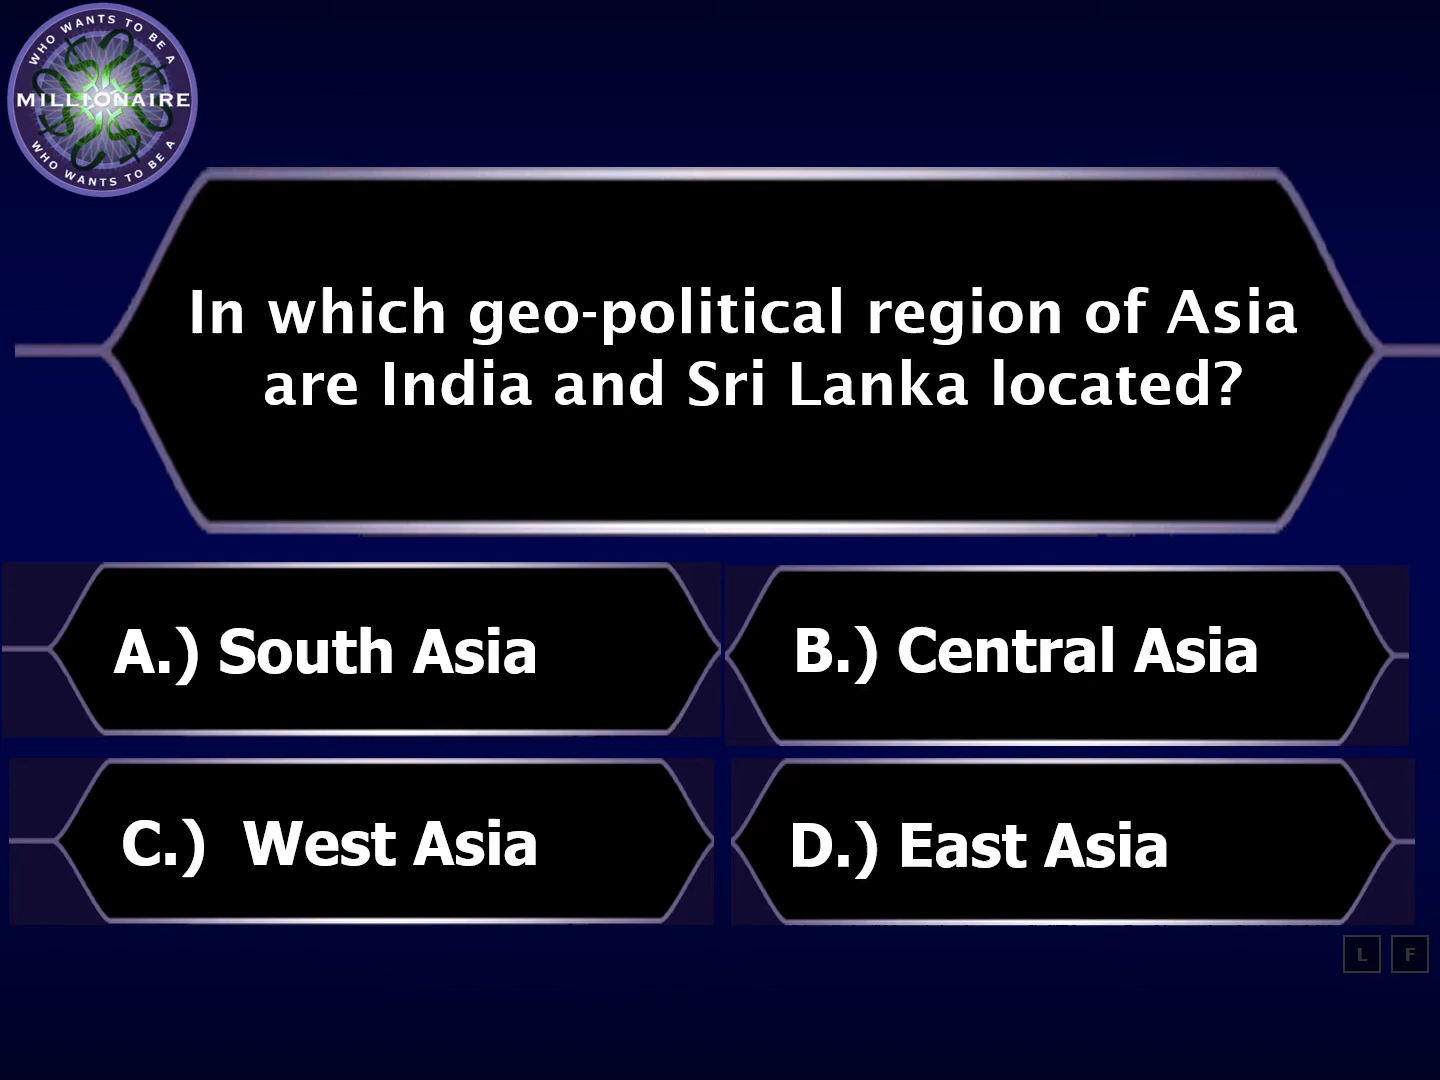 WHO WANTS TO BE A
MILLIONAIRE
WHO WANTS TO BE A
In which geo-political region of Asia
are India and Sri Lanka located?
A.) South Asia
B.) Central Asia
C.) West Asia
D.) East Asia
L F